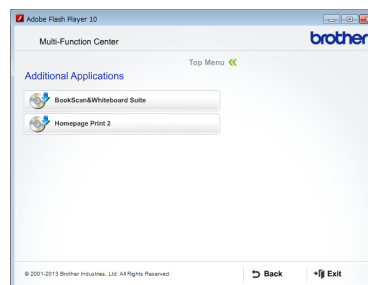 Adobe Flash Player 10
Multi-Function Center
brother
Top Menu
Additional Applications
BookScan&Whiteboard Suite
Homepage Print 2
© 2001-2013 Brother Industries, Ltd. All Rights Reserved.
Back
Exit